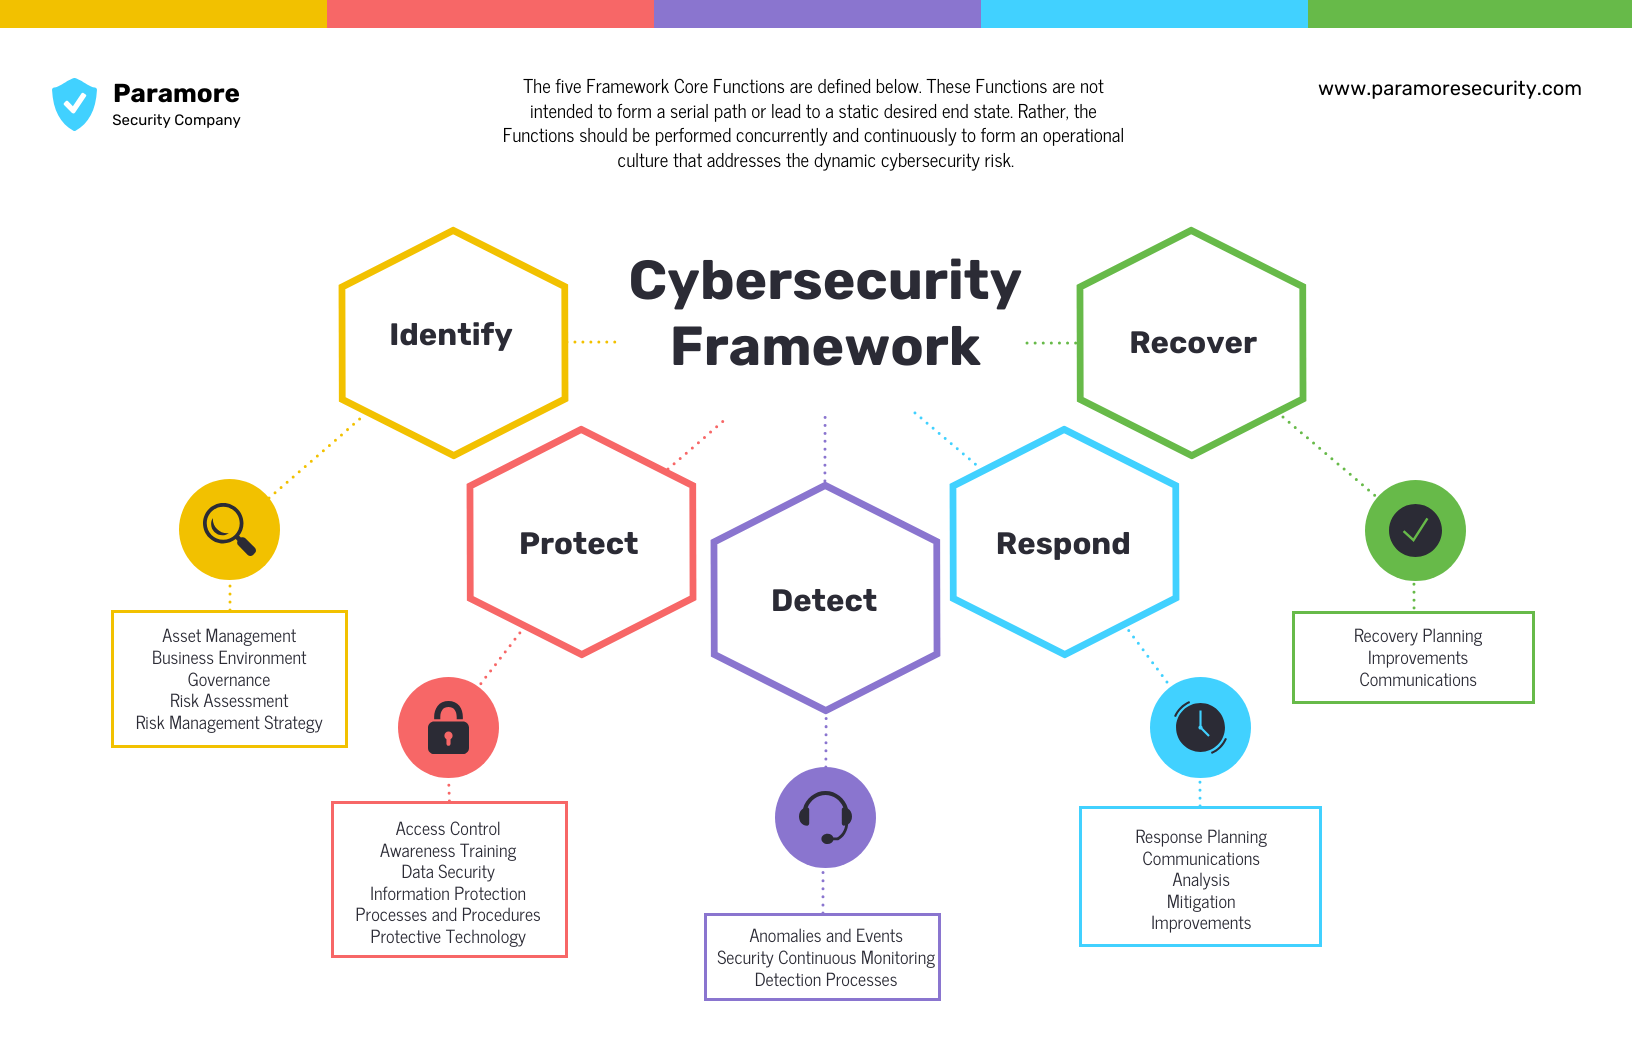 Paramore
Security Company
The five Framework Core Functions are defined below. These Functions are not
intended to form a serial path or lead to a static desired end state. Rather, the
Functions should be performed concurrently and continuously to form an operational
culture that addresses the dynamic cybersecurity risk.
www.paramoresecurity.com
Cybersecurity
Framework
Identify
Protect
Detect
Respond
Recover
Asset Management
Business Environment
Governance
Risk Assessment
Risk Management Strategy
Access Control
Awareness Training
Data Security
Information Protection
Processes and Procedures
Protective Technology
Anomalies and Events
Security Continuous Monitoring
Detection Processes
Response Planning
Communications
Analysis
Mitigation
Improvements
Recovery Planning
Improvements
Communications